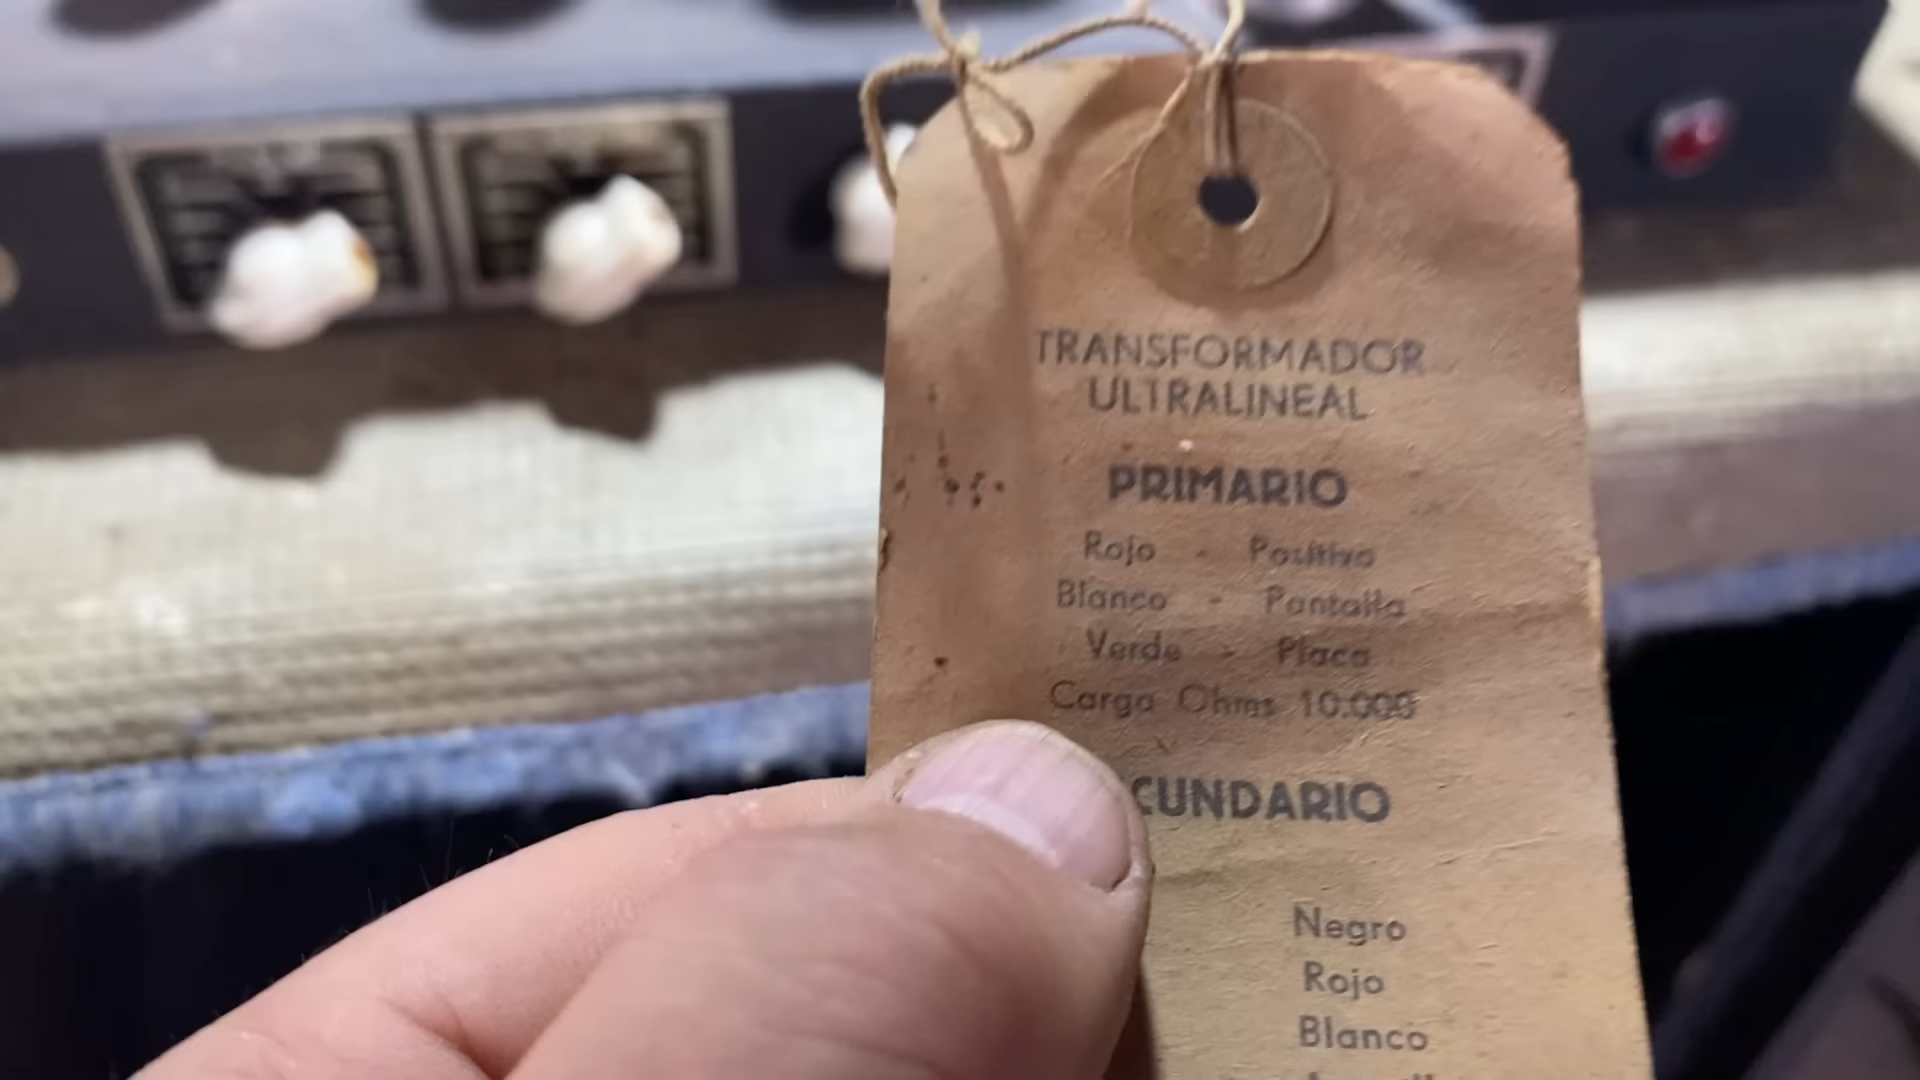 TRANSFORMADOR
ULTRALINEAL
PRIMARIO
Rojo - Positivo
Blanco - Pantalla
Verde - Placa
Carga Ohms 10.000
CUNDARIO
Negro
Rojo
Blanco